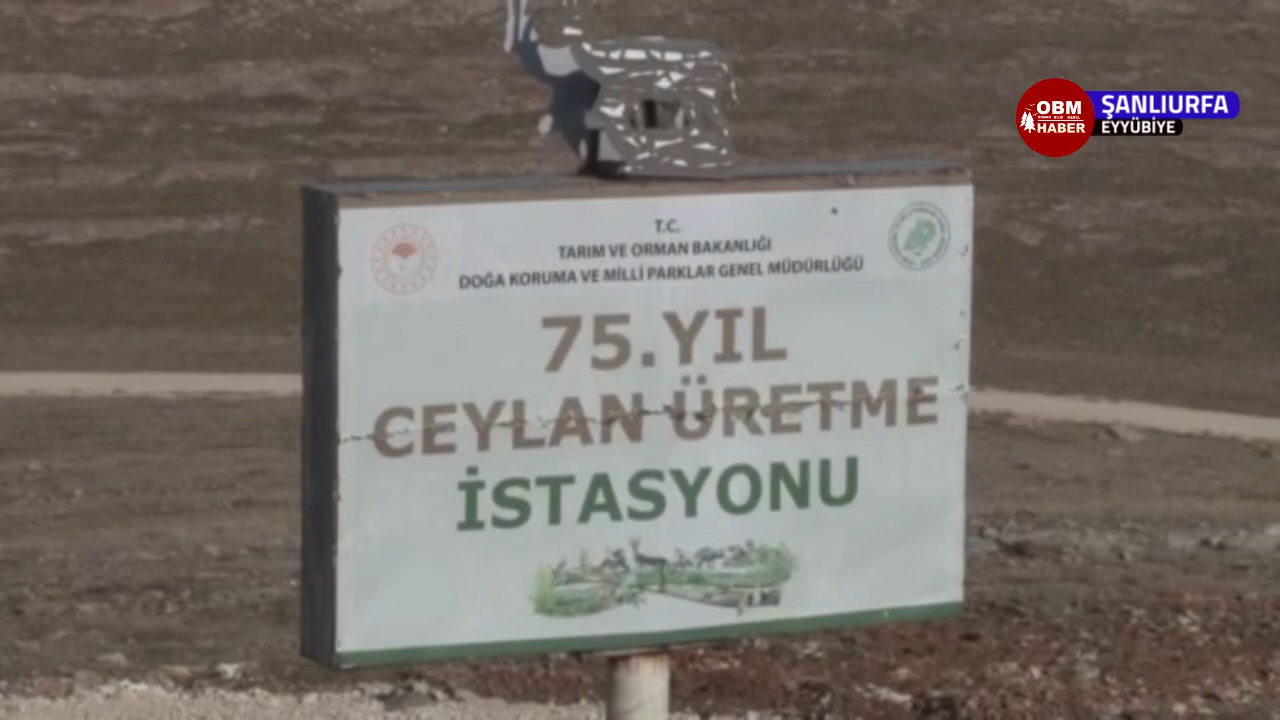 OBM
HABER
ŞANLIURFA
EYYÜBİYE
T.C.
TARIM VE ORMAN BAKANLIĞI
DOĞA KORUMA VE MİLLİ PARKLAR GENEL MÜDÜRLÜĞÜ
75.YIL
CEYLAN ÜRETME
İSTASYONU